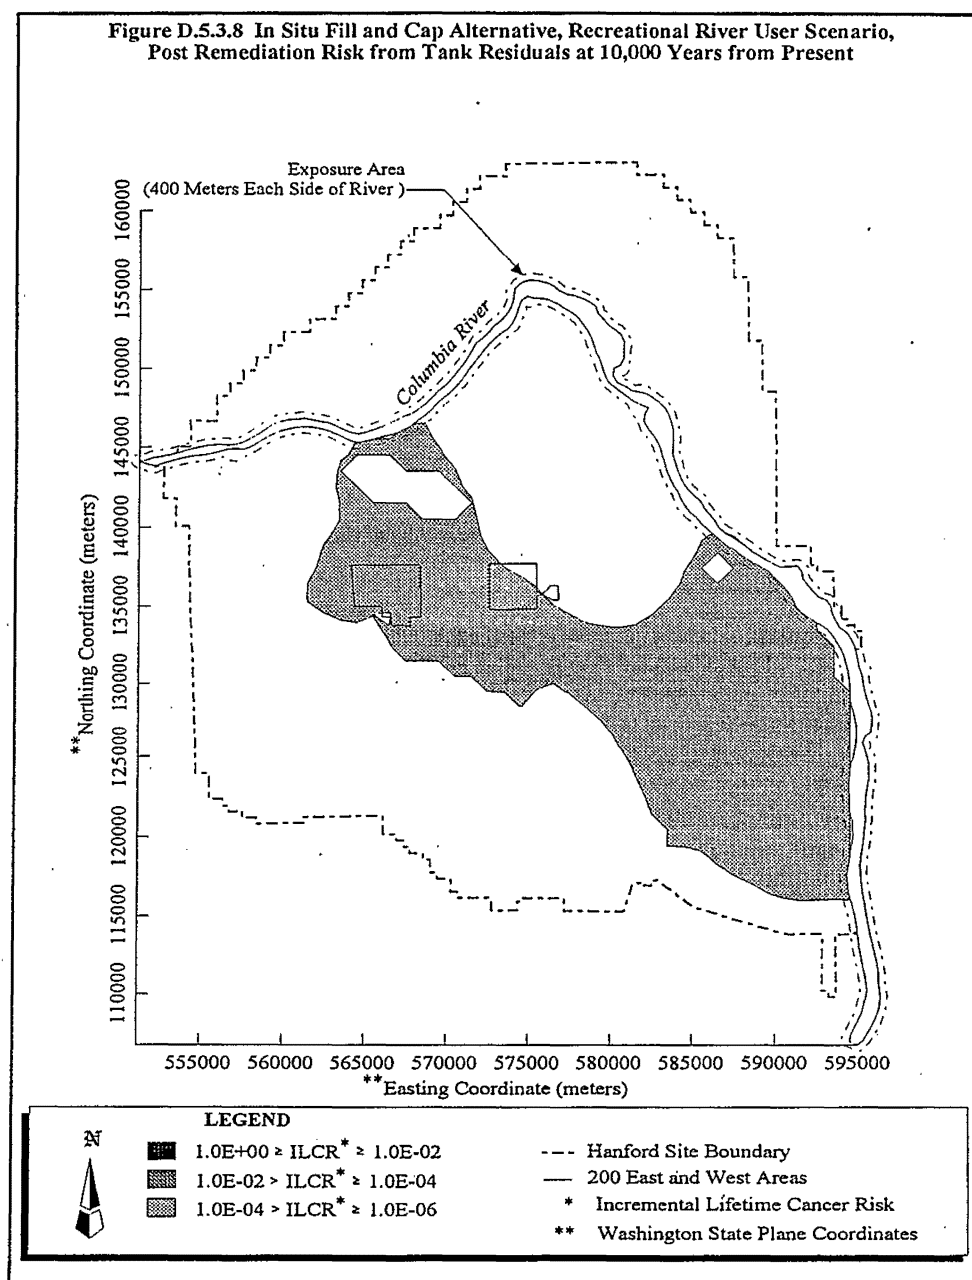 Figure D.5.3.8 In Situ Fill and Cap Alternative, Recreational River User Scenario,
Post Remediation Risk from Tank Residuals at 10,000 Years from Present
Exposure Area
(400 Meters Each Side of River )
Columbia River
**Northing Coordinate (meters)
160000
155000
150000
145000
140000
135000
130000
125000
120000
115000
110000
555000 560000 565000 570000 575000 580000 585000 590000 595000
**Easting Coordinate (meters)
LEGEND
N
1.0E+00 ≥ ILCR* ≥ 1.0E-02
1.0E-02 > ILCR* ≥ 1.0E-04
1.0E-04 > ILCR* ≥ 1.0E-06
Hanford Site Boundary
200 East and West Areas
* Incremental Lifetime Cancer Risk
** Washington State Plane Coordinates